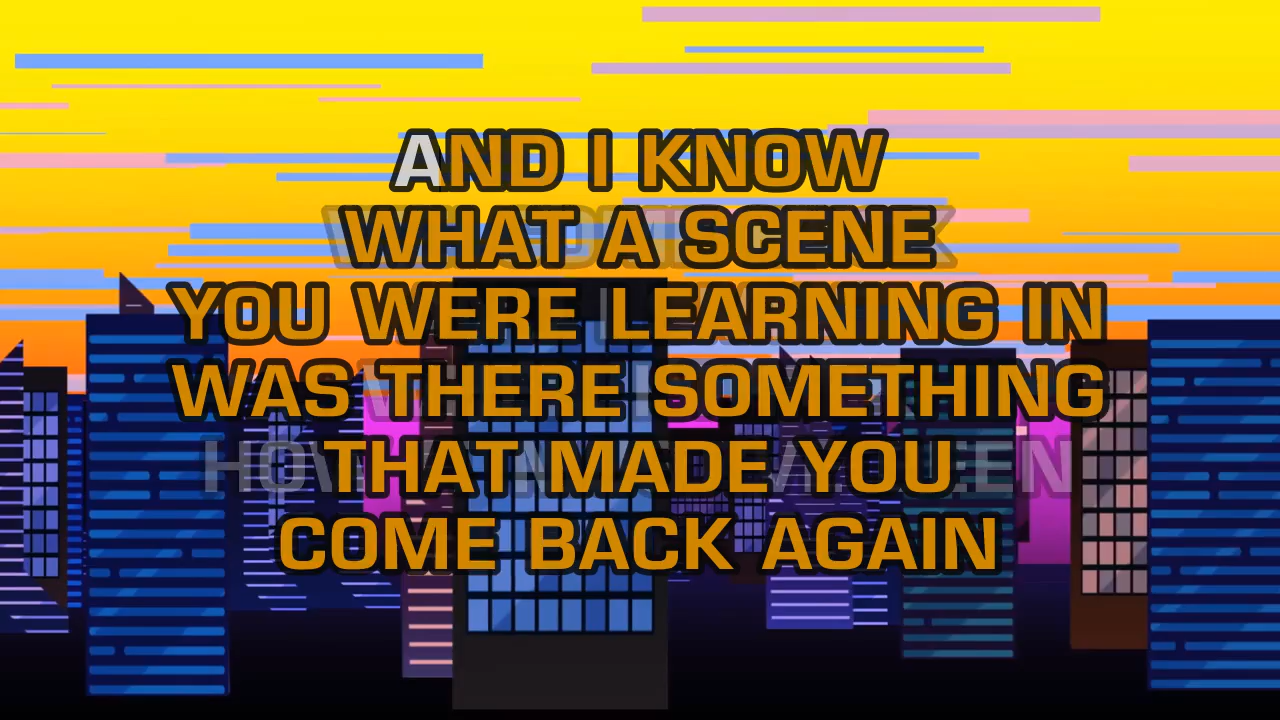 AND I KNOW
WHAT A SCENE
YOU WERE LEARNING IN
WAS THERE SOMETHING
THAT MADE YOU
COME BACK AGAIN